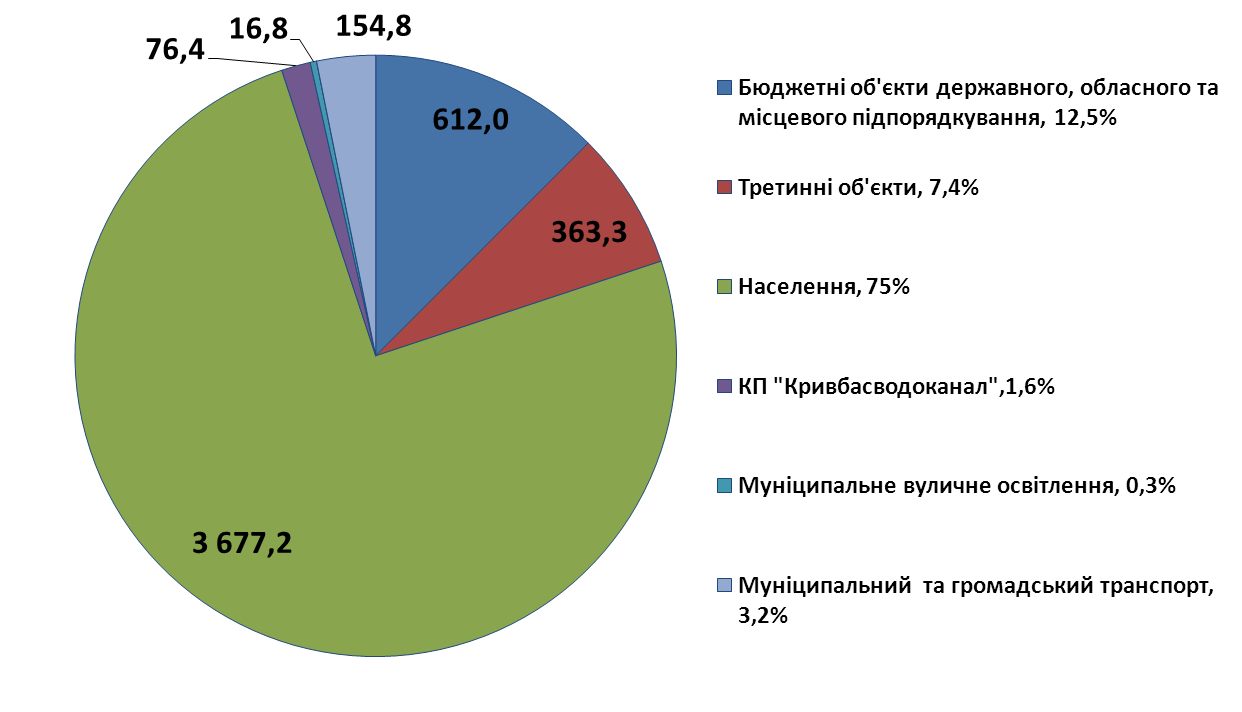 16,8
154,8
76,4
612,0
363,3
3 677,2
Бюджетні об'єкти державного, обласного та
місцевого підпорядкування, 12,5%
Третинні об'єкти, 7,4%
Населення, 75%
КП "Кривбасводоканал",1,6%
Муніципальне вуличне освітлення, 0,3%
Муніципальний та громадський транспорт,
3,2%